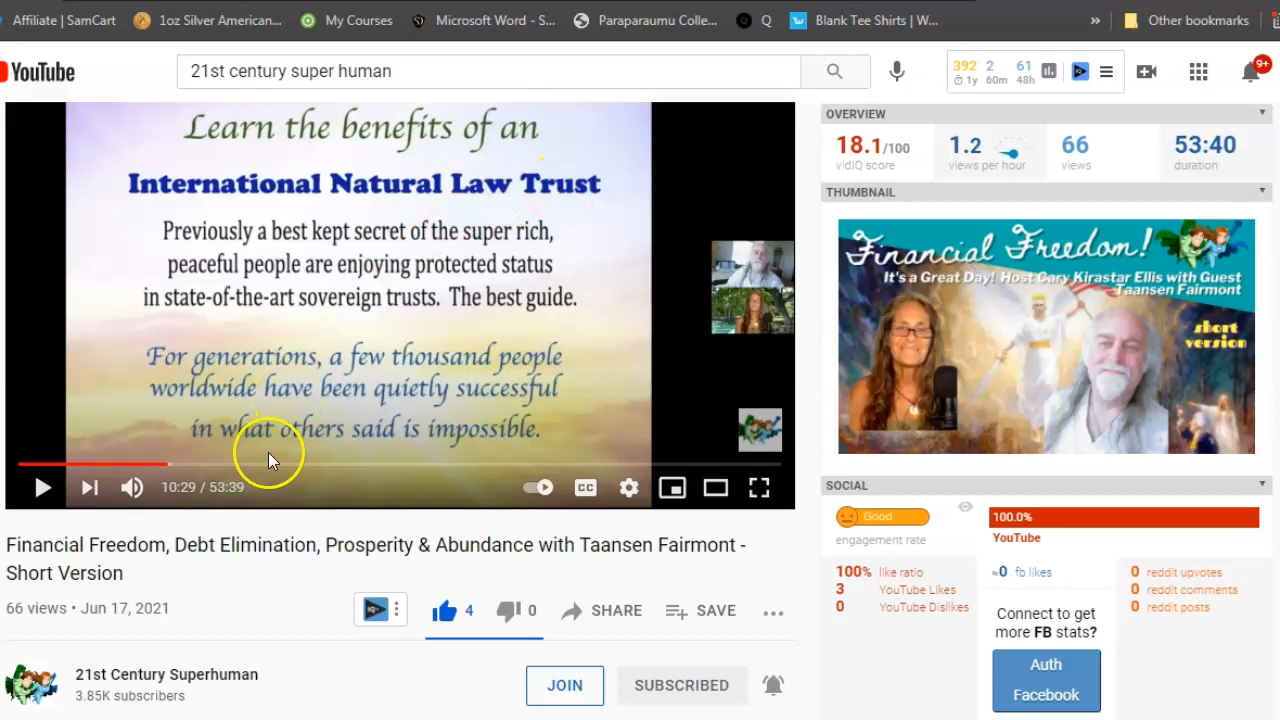 Affiliate | SamCart
1oz Silver American...
My Courses
Microsoft Word - S...
Paraparaumu Colle...
Q
Blank Tee Shirts | W...
»
Other bookmarks
YouTube
21st century super human
392 2 61
1y 60m 48h
9+
Learn the benefits of an
International Natural Law Trust
Previously a best kept secret of the super rich,
peaceful people are enjoying protected status
in state-of-the-art sovereign trusts. The best guide.
For generations, a few thousand people
worldwide have been quietly successful
in what others said is impossible.
10:29 / 53:39
CC
Financial Freedom, Debt Elimination, Prosperity & Abundance with Taansen Fairmont -
Short Version
66 views • Jun 17, 2021
4
0
SHARE
SAVE
21st Century Superhuman
3.85K subscribers
JOIN
SUBSCRIBED
OVERVIEW
18.1/100
vidIQ score
1.2
views per hour
66
views
53:40
duration
THUMBNAIL
Financial Freedom!
It's a Great Day! Host Cary Kirastar Ellis with Guest
Taansen Fairmont
short
version
SOCIAL
Good
engagement rate
100.0%
YouTube
100% like ratio
3 YouTube Likes
0 YouTube Dislikes
≈0 fb likes
Connect to get
more FB stats?
Auth
Facebook
0 reddit upvotes
0 reddit comments
0 reddit posts